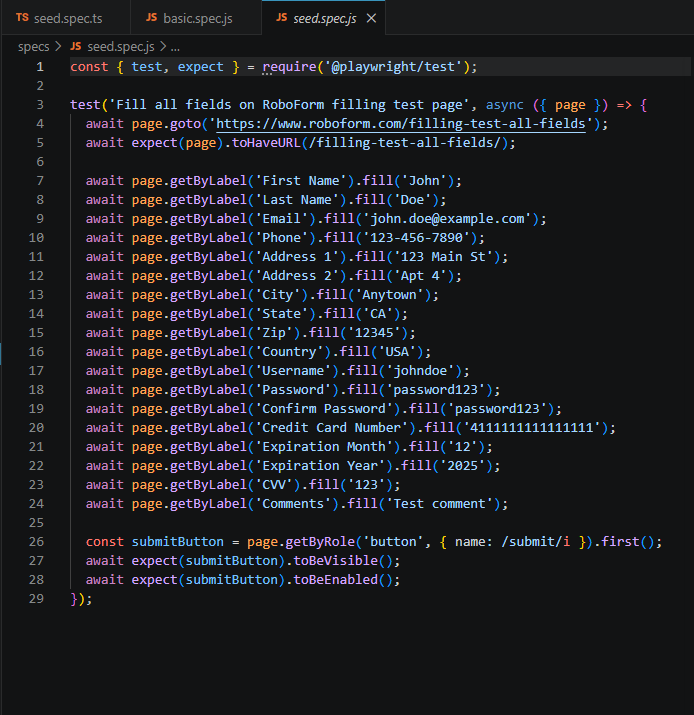 TS seed.spec.ts JS basic.spec.js JS seed.spec.js ×
specs > JS seed.spec.js > ...
1 const { test, expect } = require('@playwright/test');
2
3 test('Fill all fields on RoboForm filling test page', async ({ page }) => {
4 await page.goto('https://www.roboform.com/filling-test-all-fields');
5 await expect(page).toHaveURL(/filling-test-all-fields/);
6
7 await page.getByLabel('First Name').fill('John');
8 await page.getByLabel('Last Name').fill('Doe');
9 await page.getByLabel('Email').fill('john.doe@example.com');
10 await page.getByLabel('Phone').fill('123-456-7890');
11 await page.getByLabel('Address 1').fill('123 Main St');
12 await page.getByLabel('Address 2').fill('Apt 4');
13 await page.getByLabel('City').fill('Anytown');
14 await page.getByLabel('State').fill('CA');
15 await page.getByLabel('Zip').fill('12345');
16 await page.getByLabel('Country').fill('USA');
17 await page.getByLabel('Username').fill('johndoe');
18 await page.getByLabel('Password').fill('password123');
19 await page.getByLabel('Confirm Password').fill('password123');
20 await page.getByLabel('Credit Card Number').fill('4111111111111111');
21 await page.getByLabel('Expiration Month').fill('12');
22 await page.getByLabel('Expiration Year').fill('2025');
23 await page.getByLabel('CVV').fill('123');
24 await page.getByLabel('Comments').fill('Test comment');
25
26 const submitButton = page.getByRole('button', { name: /submit/i }).first();
27 await expect(submitButton).toBeVisible();
28 await expect(submitButton).toBeEnabled();
29 });